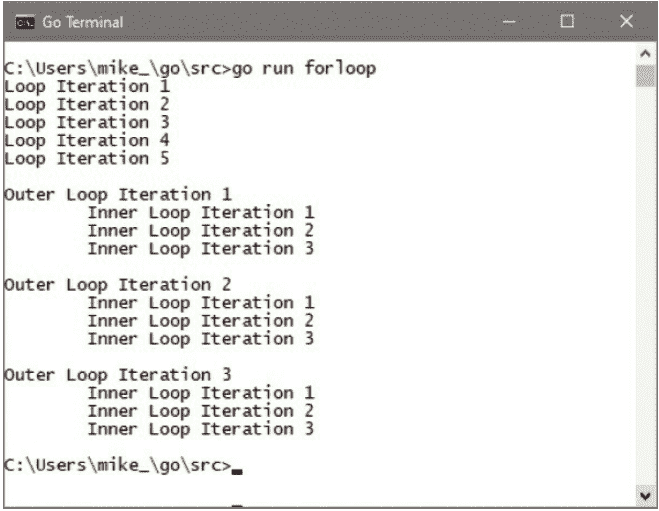 Go Terminal
C:\Users\mike_\go\src>go run forloop
Loop Iteration 1
Loop Iteration 2
Loop Iteration 3
Loop Iteration 4
Loop Iteration 5
Outer Loop Iteration 1
Inner Loop Iteration 1
Inner Loop Iteration 2
Inner Loop Iteration 3
Outer Loop Iteration 2
Inner Loop Iteration 1
Inner Loop Iteration 2
Inner Loop Iteration 3
Outer Loop Iteration 3
Inner Loop Iteration 1
Inner Loop Iteration 2
Inner Loop Iteration 3
C:\Users\mike_\go\src>